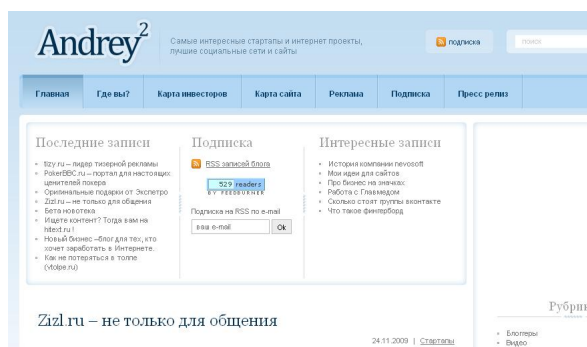 Andrey2
Самые интересные стартапы и интернет проекты,
лучшие социальные сети и сайты
подписка
поиск
Главная
Где вы?
Карта инвесторов
Карта сайта
Реклама
Подписка
Пресс релиз
Последние записи
tizy.ru – лидер тизерной рекламы
PokerBBC.ru – портал для настоящих
ценителей покера
Оригинальные подарки от Экспетро
Zizl.ru – не только для общения
Бета новотека
Ищете контент? Тогда вам на
hitext.ru !
Новый бизнес –блог для тех, кто
хочет заработать в Интернете.
Как не потеряться в толпе
(vtolpe.ru)
Подписка
RSS записей блога
529 readers
BY FEEDBURNER
Подписка на RSS по e-mail
ваш e-mail
Ok
Интересные записи
История компании nevosoft
Мои идеи для сайтов
Про бизнес на значках
Работа с Главмедом
Сколько стоят группы вконтакте
Что такое фингерборд
Zizl.ru – не только для общения
24.11.2009 | Стартапы
Рубрик
Блоггеры
Видео